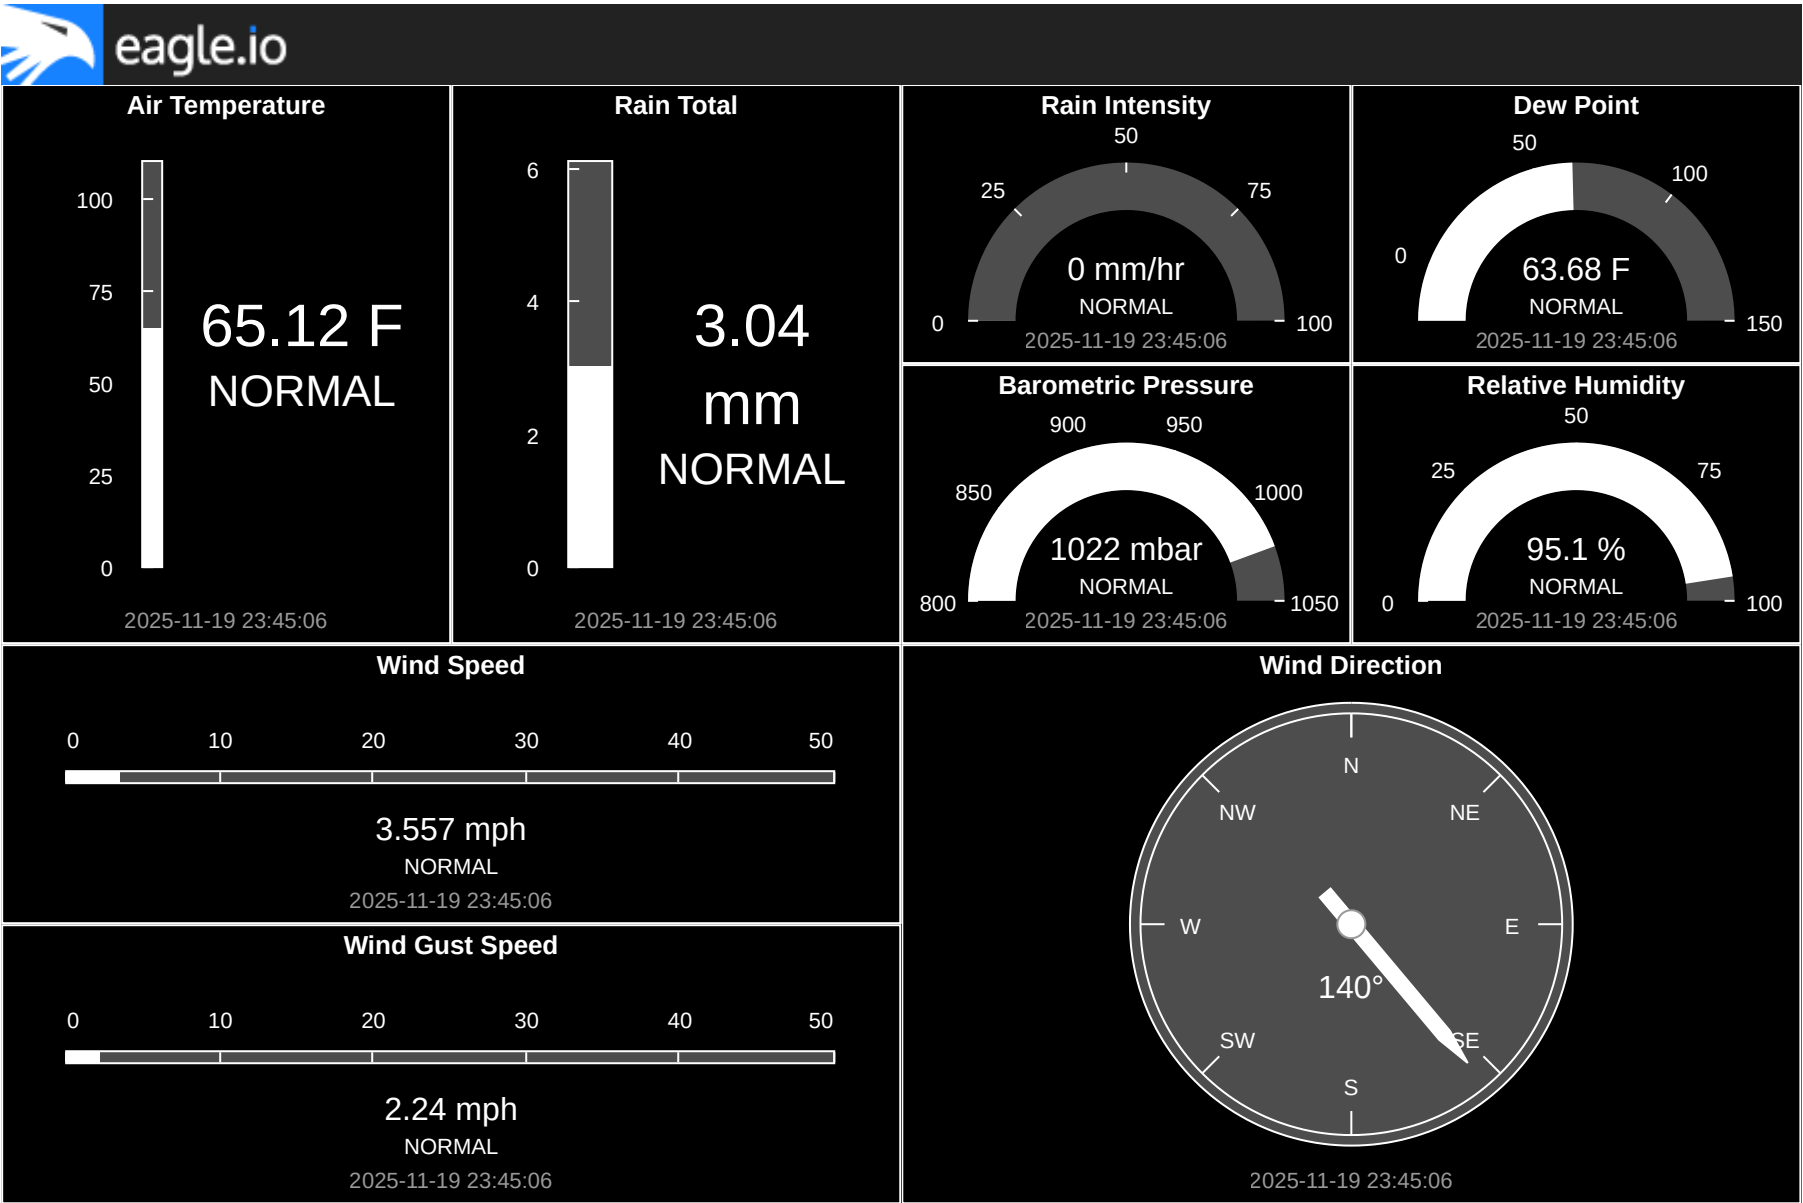 eagle.io
Air Temperature
100
75
50
25
0
65.12 F
NORMAL
2025-11-19 23:45:06
Rain Total
6
4
2
0
3.04
mm
NORMAL
2025-11-19 23:45:06
Rain Intensity
50
25
75
0
100
0 mm/hr
NORMAL
2025-11-19 23:45:06
Dew Point
50
100
0
150
63.68 F
NORMAL
2025-11-19 23:45:06
Barometric Pressure
900 950
850
1000
800
1050
1022 mbar
NORMAL
2025-11-19 23:45:06
Relative Humidity
50
25
75
0
100
95.1 %
NORMAL
2025-11-19 23:45:06
Wind Speed
0 10 20 30 40 50
3.557 mph
NORMAL
2025-11-19 23:45:06
Wind Gust Speed
0 10 20 30 40 50
2.24 mph
NORMAL
2025-11-19 23:45:06
Wind Direction
N
NW
NE
W
E
140°
SW
SE
S
2025-11-19 23:45:06